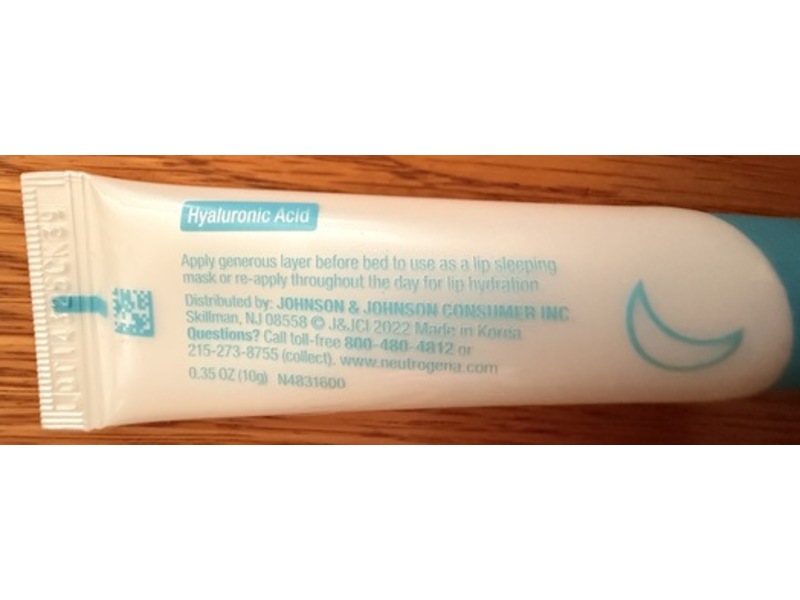 Hyaluronic Acid
Apply generous layer before bed to use as a lip sleeping
mask or re-apply throughout the day for lip hydration
Distributed by: JOHNSON & JOHNSON CONSUMER INC
Skillman, NJ 08558 © J&JCI 2022 Made in Korea
Questions? Call toll-free 800-480-4812 or
215-273-8755 (collect). www.neutrogena.com
0.35 OZ (10g) N4831600